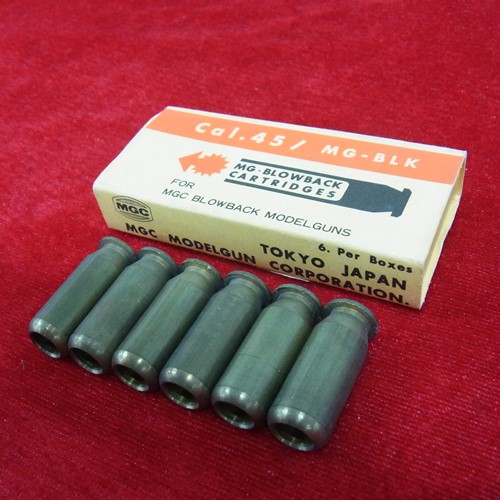 Cal.45/ MG-BLK
MG-BLOWBACK
CARTRIDGES
FOR
MGC BLOWBACK MODELGUNS
MGC
6. Per Boxes
TOKYO JAPAN
MGC MODELGUN CORPORATION.